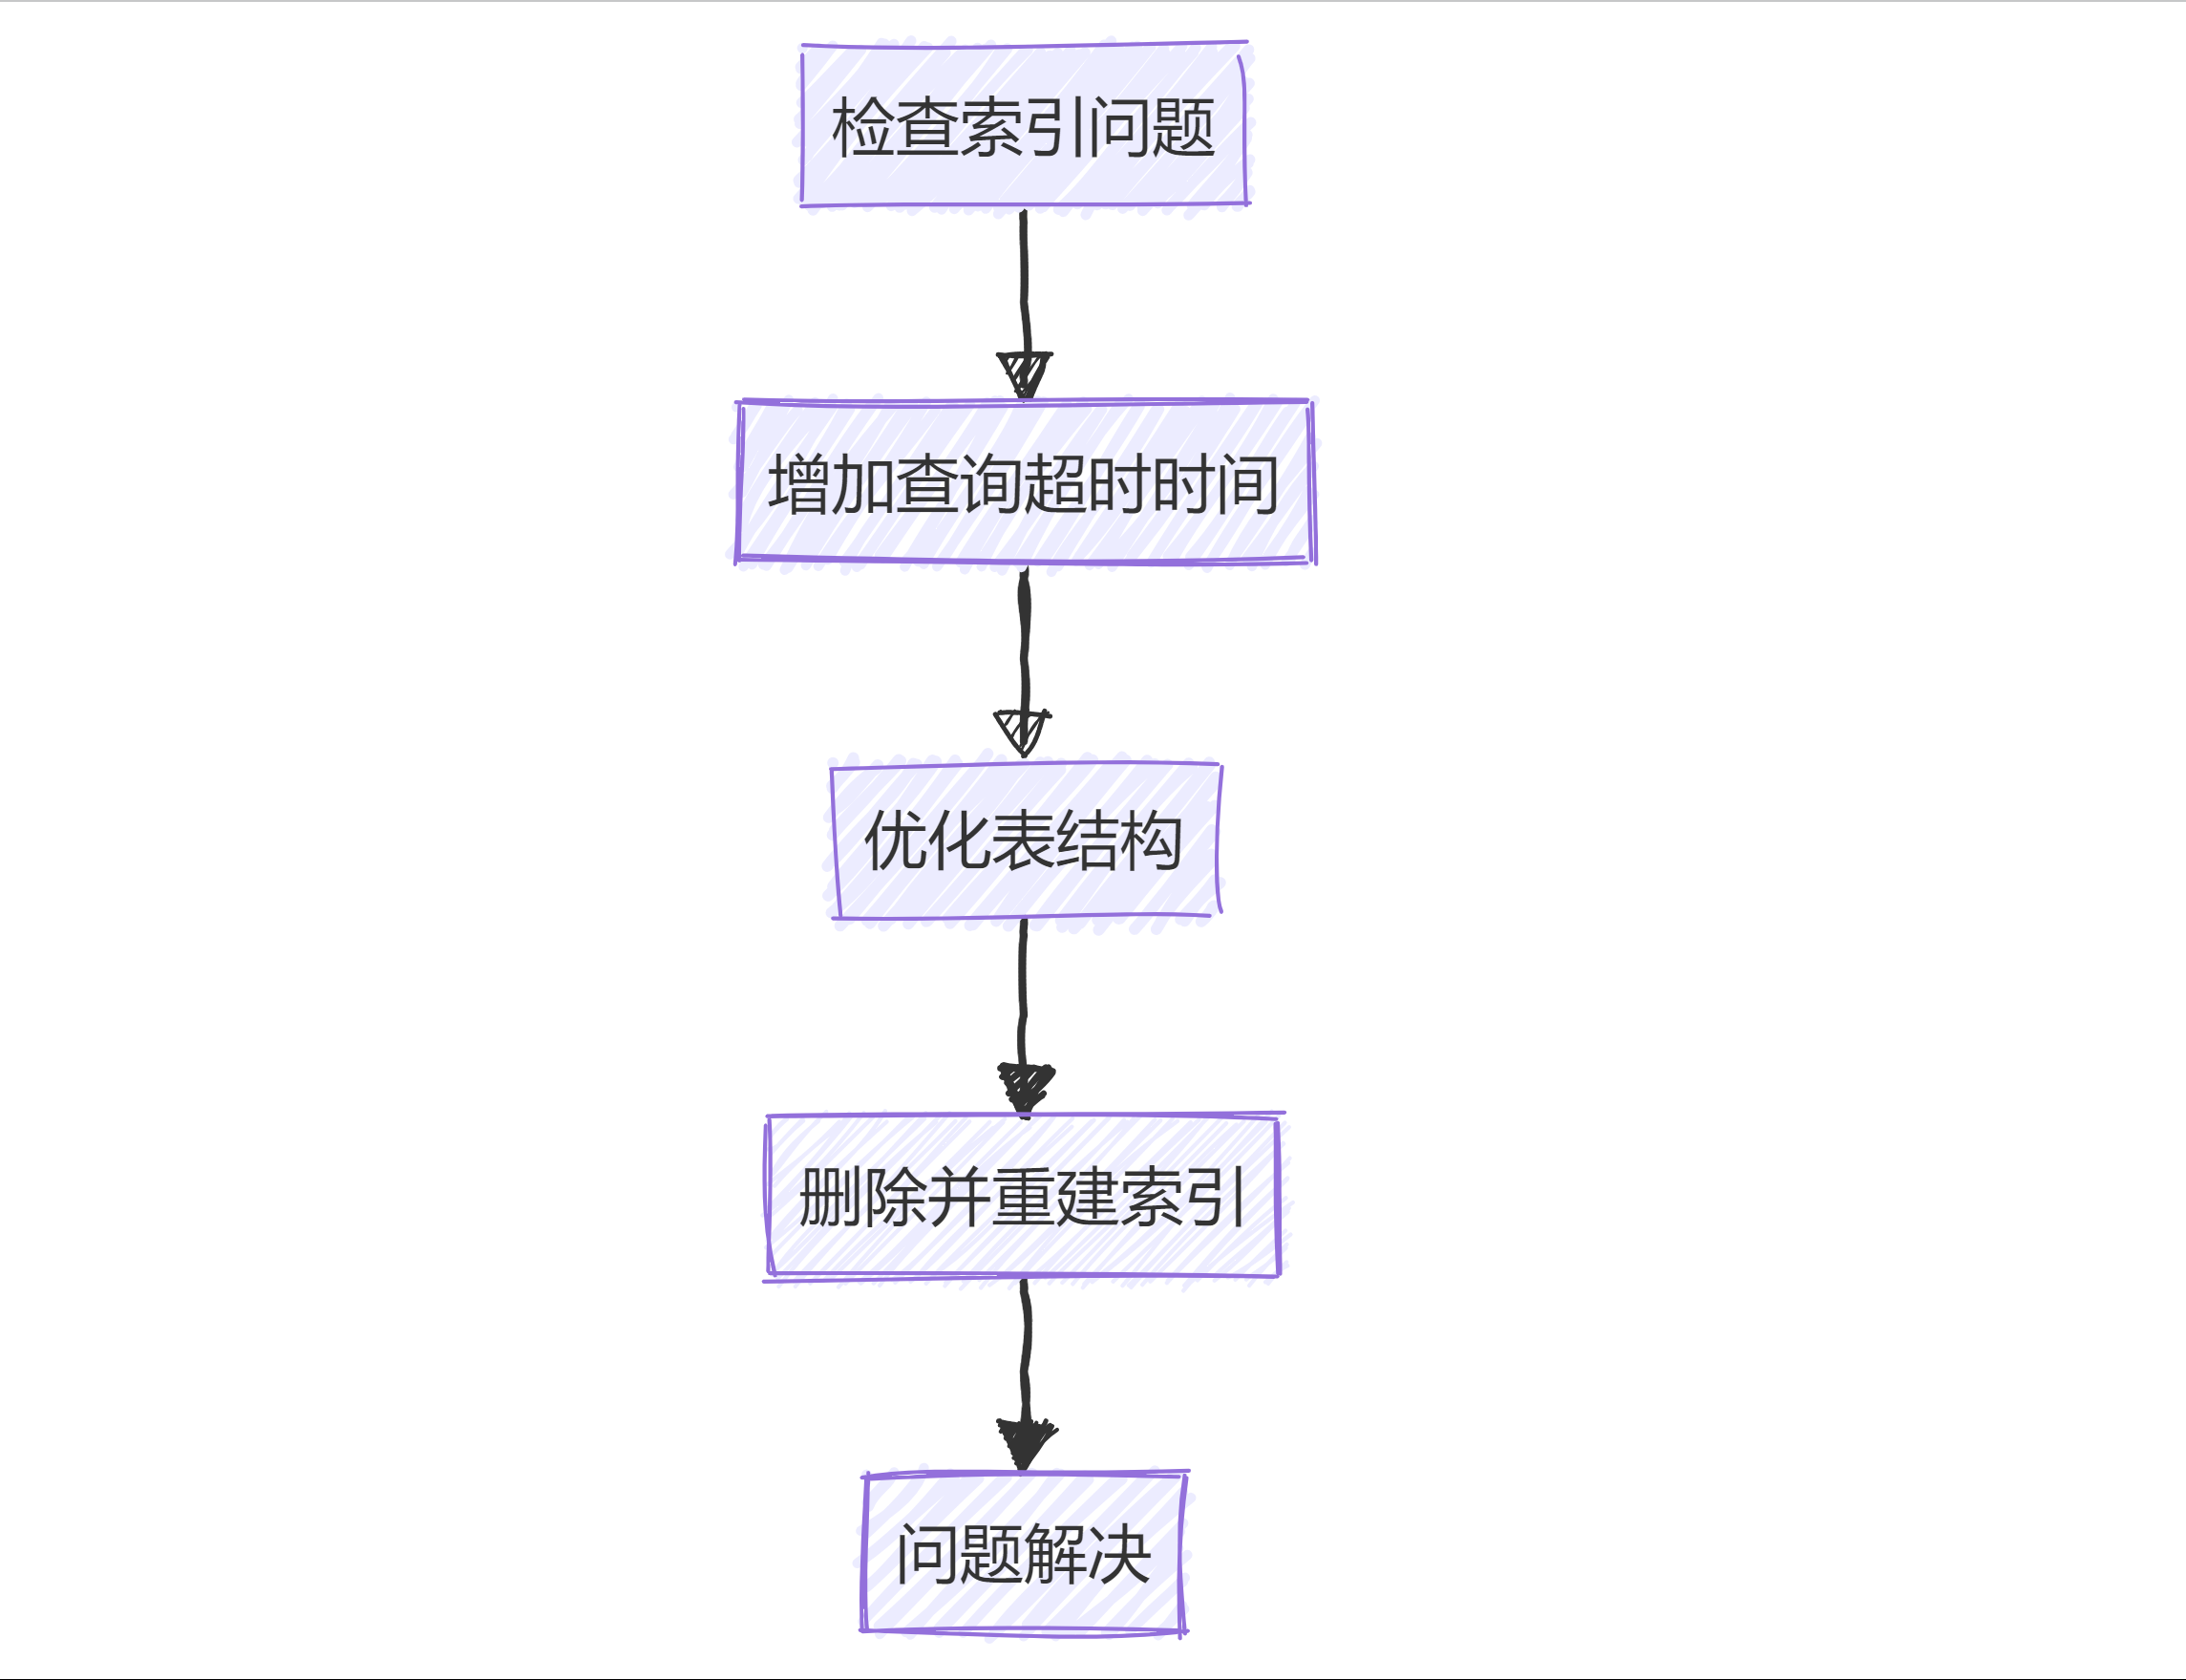 检查索引问题
增加查询超时时间
优化表结构
删除并重建索引
问题解决